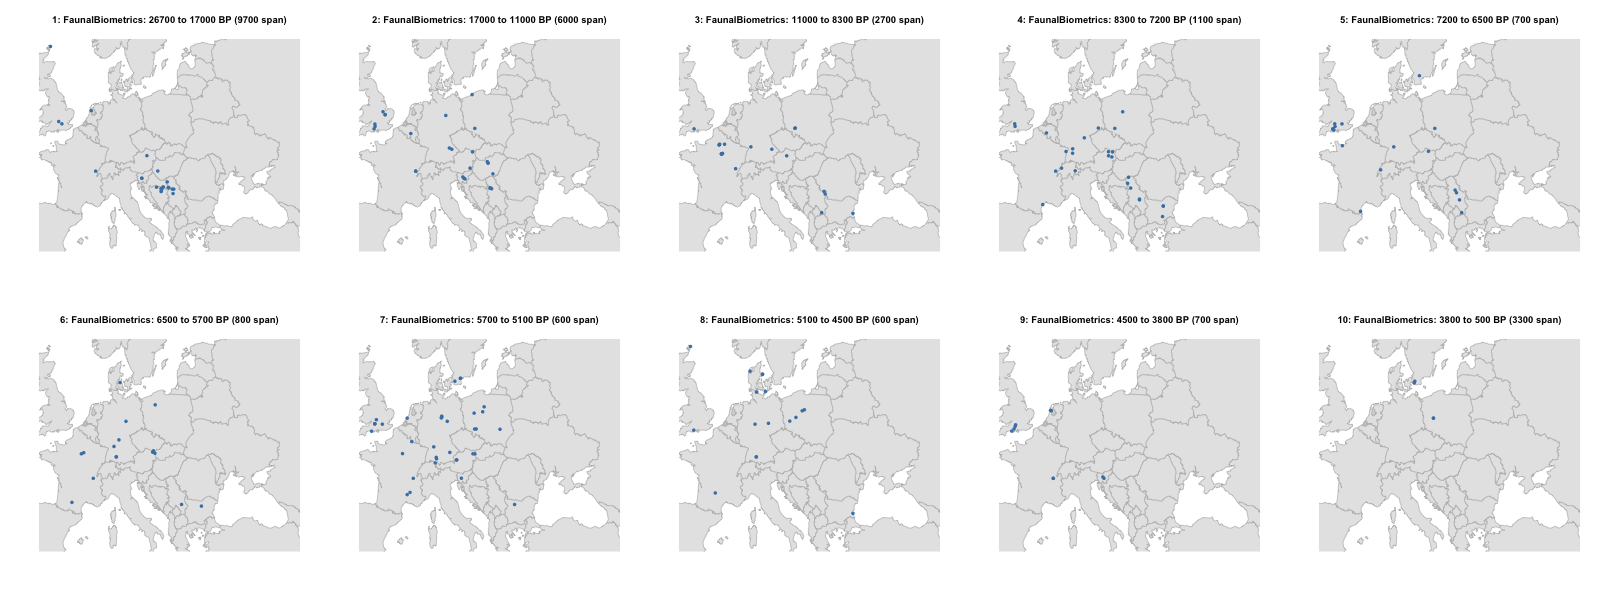 1: FaunalBiometrics: 26700 to 17000 BP (9700 span)
2: FaunalBiometrics: 17000 to 11000 BP (6000 span)
3: FaunalBiometrics: 11000 to 8300 BP (2700 span)
4: FaunalBiometrics: 8300 to 7200 BP (1100 span)
5: FaunalBiometrics: 7200 to 6500 BP (700 span)
6: FaunalBiometrics: 6500 to 5700 BP (800 span)
7: FaunalBiometrics: 5700 to 5100 BP (600 span)
8: FaunalBiometrics: 5100 to 4500 BP (600 span)
9: FaunalBiometrics: 4500 to 3800 BP (700 span)
10: FaunalBiometrics: 3800 to 500 BP (3300 span)